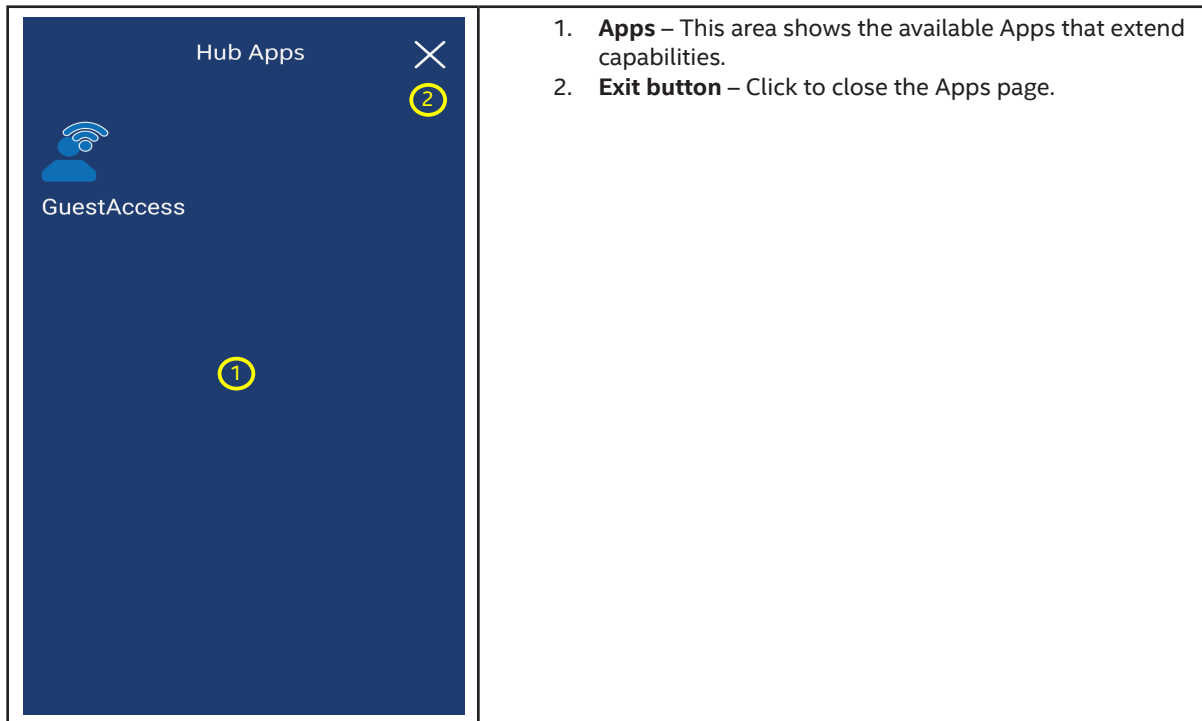 Hub Apps
2
GuestAccess
1
1. Apps – This area shows the available Apps that extend
capabilities.
2. Exit button – Click to close the Apps page.